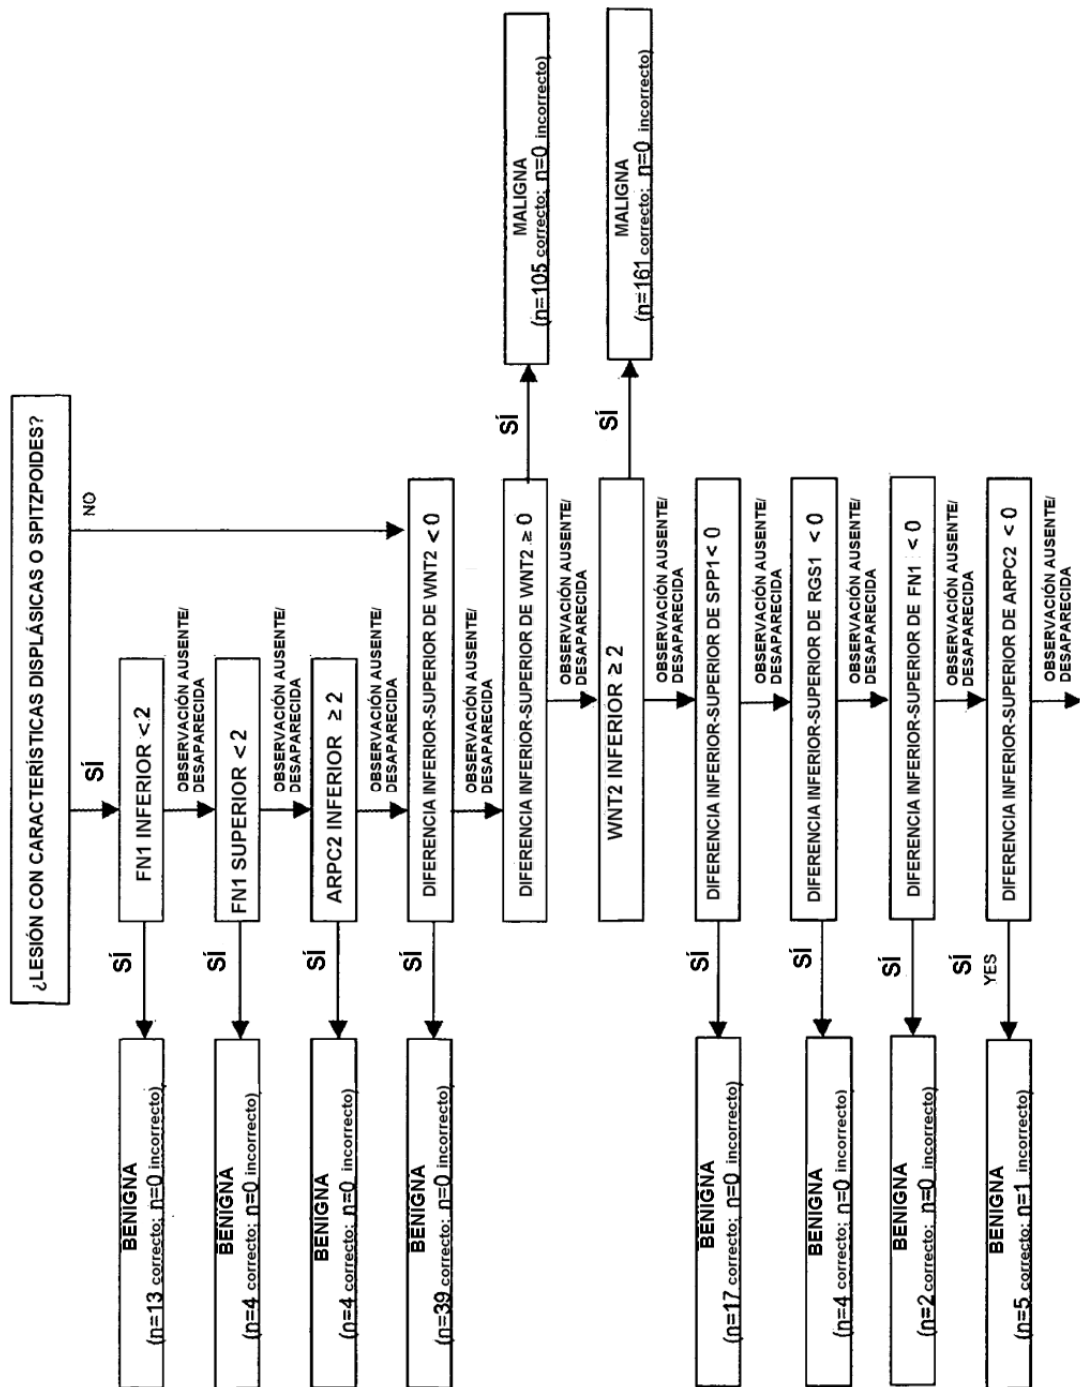 ¿LESIÓN CON CARACTERÍSTICAS DISPLÁSICAS O SPITZPOIDES?
SÍ
NO
FN1 INFERIOR <.2
SÍ
BENIGNA
(n=13 correcto; n=0 incorrecto)
OBSERVACIÓN AUSENTE/
DESAPARECIDA
FN1 SUPERIOR < 2
SÍ
BENIGNA
(n=4 correcto; n=0 incorrecto)
OBSERVACIÓN AUSENTE/
DESAPARECIDA
ARPC2 INFERIOR ≥ 2
SÍ
BENIGNA
(n=4 correcto; n=0 incorrecto)
OBSERVACIÓN AUSENTE/
DESAPARECIDA
DIFERENCIA INFERIOR-SUPERIOR DE WNT2 < 0
SÍ
BENIGNA
(n=39 correcto; n=0 incorrecto)
OBSERVACIÓN AUSENTE/
DESAPARECIDA
DIFERENCIA INFERIOR-SUPERIOR DE WNT2 ≥ 0
SÍ
MALIGNA
(n=105 correcto; n=0 incorrecto)
OBSERVACIÓN AUSENTE/
DESAPARECIDA
WNT2 INFERIOR ≥ 2
SÍ
MALIGNA
(n=161 correcto; n=0 incorrecto)
OBSERVACIÓN AUSENTE/
DESAPARECIDA
DIFERENCIA INFERIOR-SUPERIOR DE SPP1 < 0
SÍ
BENIGNA
(n=17 correcto; n=0 incorrecto)
OBSERVACIÓN AUSENTE/
DESAPARECIDA
DIFERENCIA INFERIOR-SUPERIOR DE RGS1 < 0
SÍ
BENIGNA
(n=4 correcto; n=0 incorrecto)
OBSERVACIÓN AUSENTE/
DESAPARECIDA
DIFERENCIA INFERIOR-SUPERIOR DE FN1 < 0
SÍ
BENIGNA
(n=2 correcto; n=0 incorrecto)
OBSERVACIÓN AUSENTE/
DESAPARECIDA
DIFERENCIA INFERIOR-SUPERIOR DE ARPC2 < 0
SÍ
YES
BENIGNA
(n=5 correcto; n=1 incorrecto)
OBSERVACIÓN AUSENTE/
DESAPARECIDA